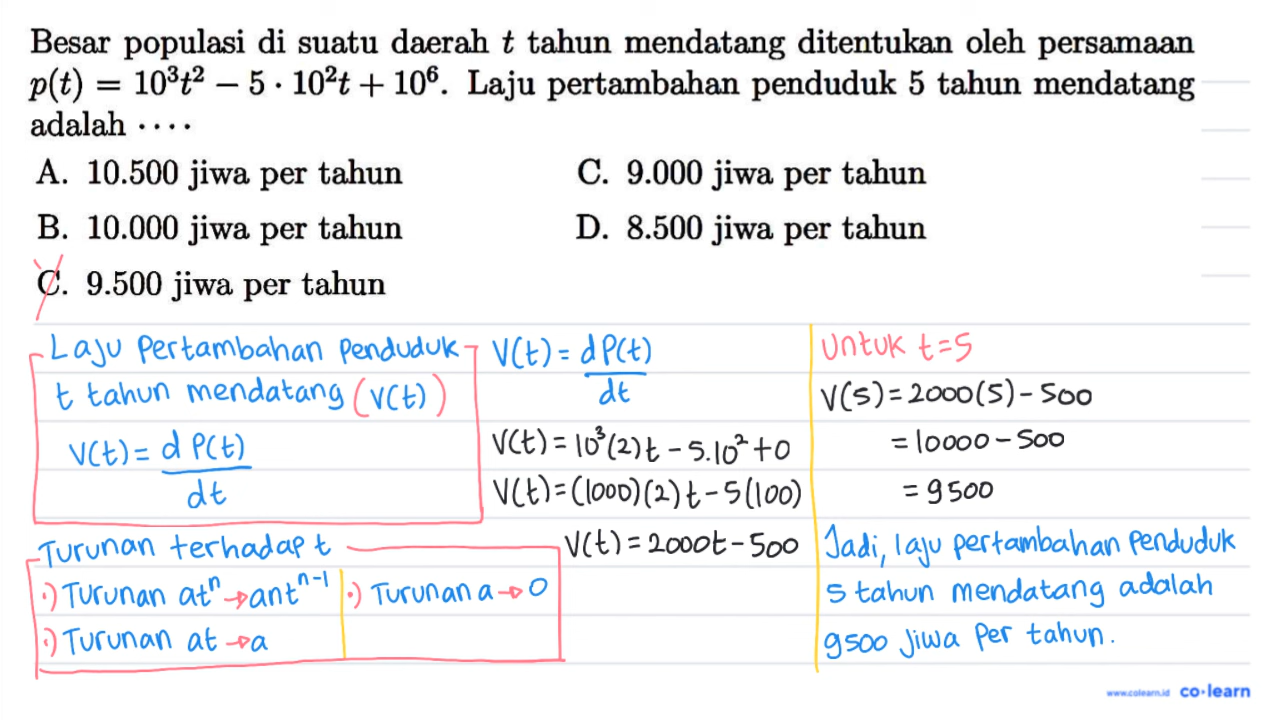 Besar populasi di suatu daerah t tahun mendatang ditentukan oleh persamaan
p(t) = 10³t² − 5 · 10²t + 10⁶. Laju pertambahan penduduk 5 tahun mendatang
adalah · · · ·
A. 10.500 jiwa per tahun
C. 9.000 jiwa per tahun
B. 10.000 jiwa per tahun
D. 8.500 jiwa per tahun
C. 9.500 jiwa per tahun
Laju Pertambahan Penduduk
t tahun mendatang (V(t))
V(t) = d P(t)
dt
Turunan terhadap t
·) Turunan atⁿ → antⁿ⁻¹
·) Turunan at → a
·) Turunan a → 0
V(t) = d P(t)
dt
V(t) = 10³(2)t − 5.10² + 0
V(t) = (1000)(2)t − 5(100)
V(t) = 2000t − 500
Untuk t=5
V(5) = 2000(5) − 500
= 10000 − 500
= 9500
Jadi, laju pertambahan Penduduk
5 tahun mendatang adalah
9500 Jiwa Per tahun.
www.colearn.id co·learn